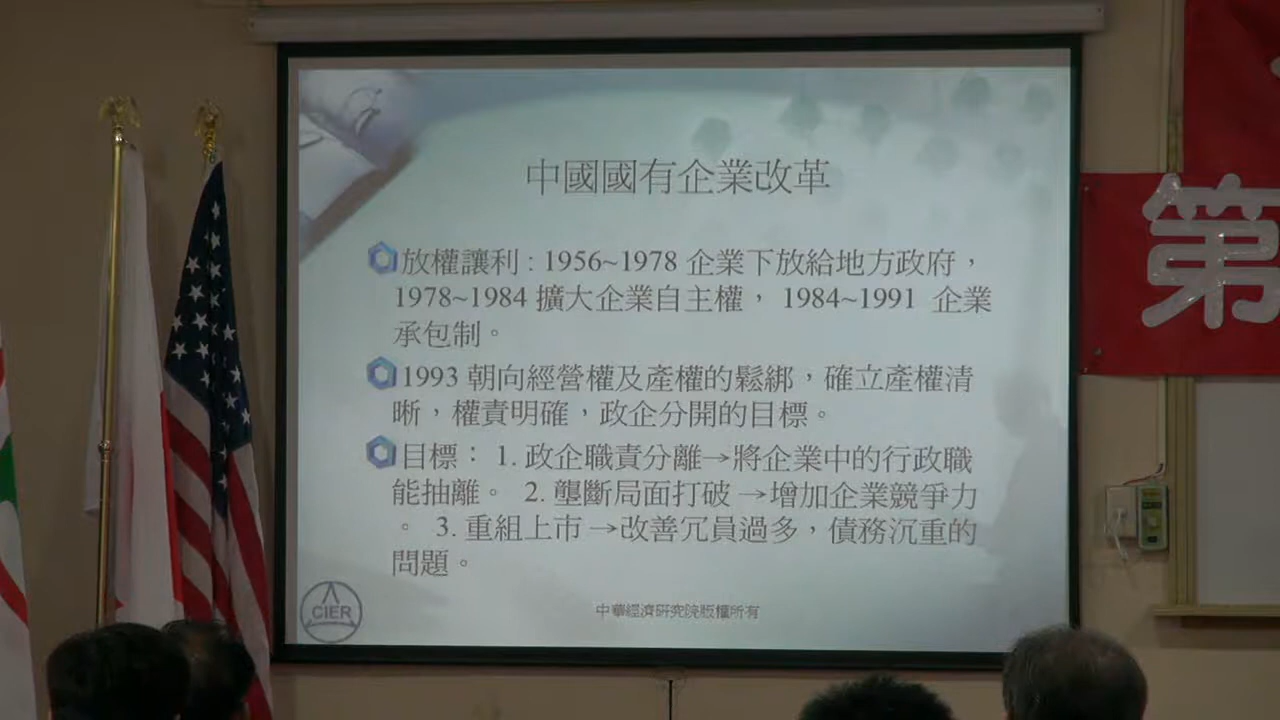 中國國有企業改革
放權讓利 : 1956~1978 企業下放給地方政府，
1978~1984 擴大企業自主權， 1984~1991 企業
承包制。
1993 朝向經營權及產權的鬆綁，確立產權清
晰，權責明確，政企分開的目標。
目標： 1. 政企職責分離→將企業中的行政職
能抽離。 2. 壟斷局面打破 →增加企業競爭力
。 3. 重組上市 →改善冗員過多，債務沉重的
問題。
CIER
中華經濟研究院版權所有
第